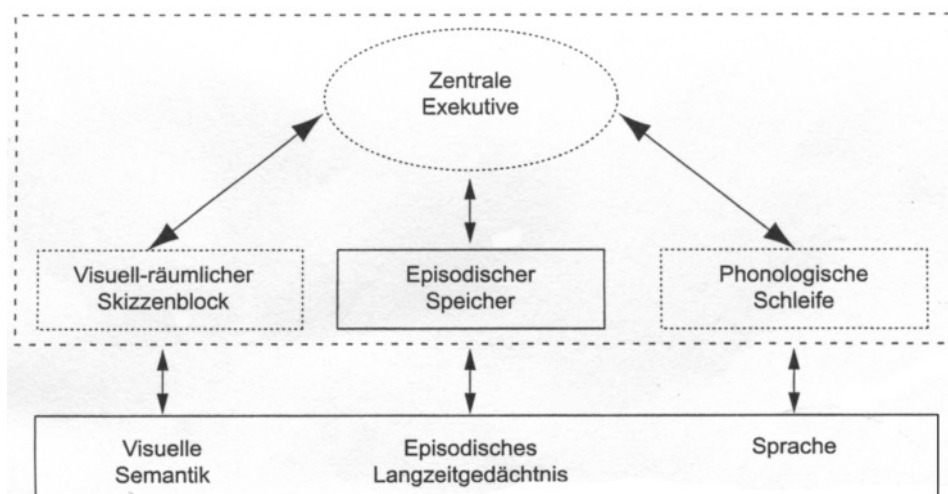 Zentrale
Exekutive
Visuell-räumlicher
Skizzenblock
Episodischer
Speicher
Phonologische
Schleife
Visuelle
Semantik
Episodisches
Langzeitgedächtnis
Sprache